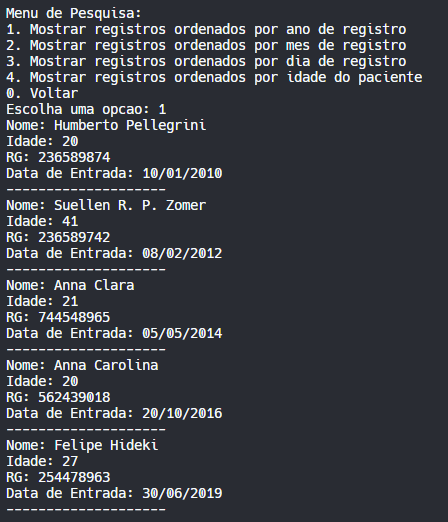 Menu de Pesquisa:
1. Mostrar registros ordenados por ano de registro
2. Mostrar registros ordenados por mes de registro
3. Mostrar registros ordenados por dia de registro
4. Mostrar registros ordenados por idade do paciente
0. Voltar
Escolha uma opcao: 1
Nome: Humberto Pellegrini
Idade: 20
RG: 236589874
Data de Entrada: 10/01/2010
--------------------
Nome: Suellen R. P. Zomer
Idade: 41
RG: 236589742
Data de Entrada: 08/02/2012
--------------------
Nome: Anna Clara
Idade: 21
RG: 744548965
Data de Entrada: 05/05/2014
--------------------
Nome: Anna Carolina
Idade: 20
RG: 562439018
Data de Entrada: 20/10/2016
--------------------
Nome: Felipe Hideki
Idade: 27
RG: 254478963
Data de Entrada: 30/06/2019
--------------------